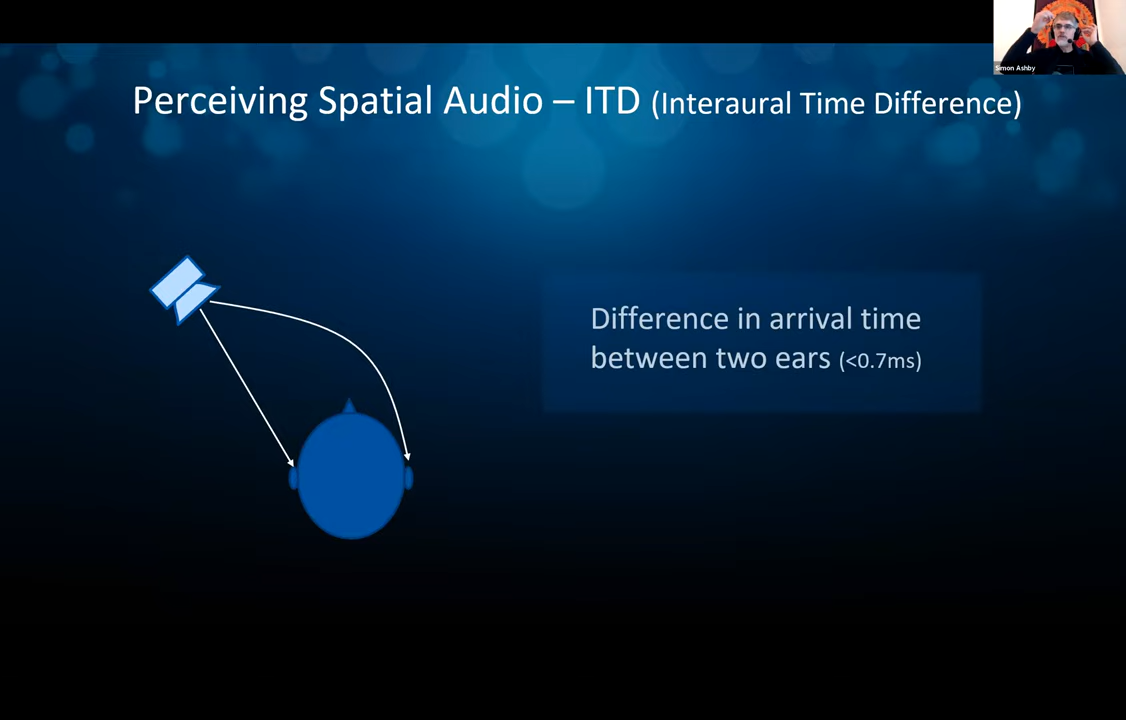 Simon Ashby
Perceiving Spatial Audio – ITD (Interaural Time Difference)
Difference in arrival time
between two ears (<0.7ms)